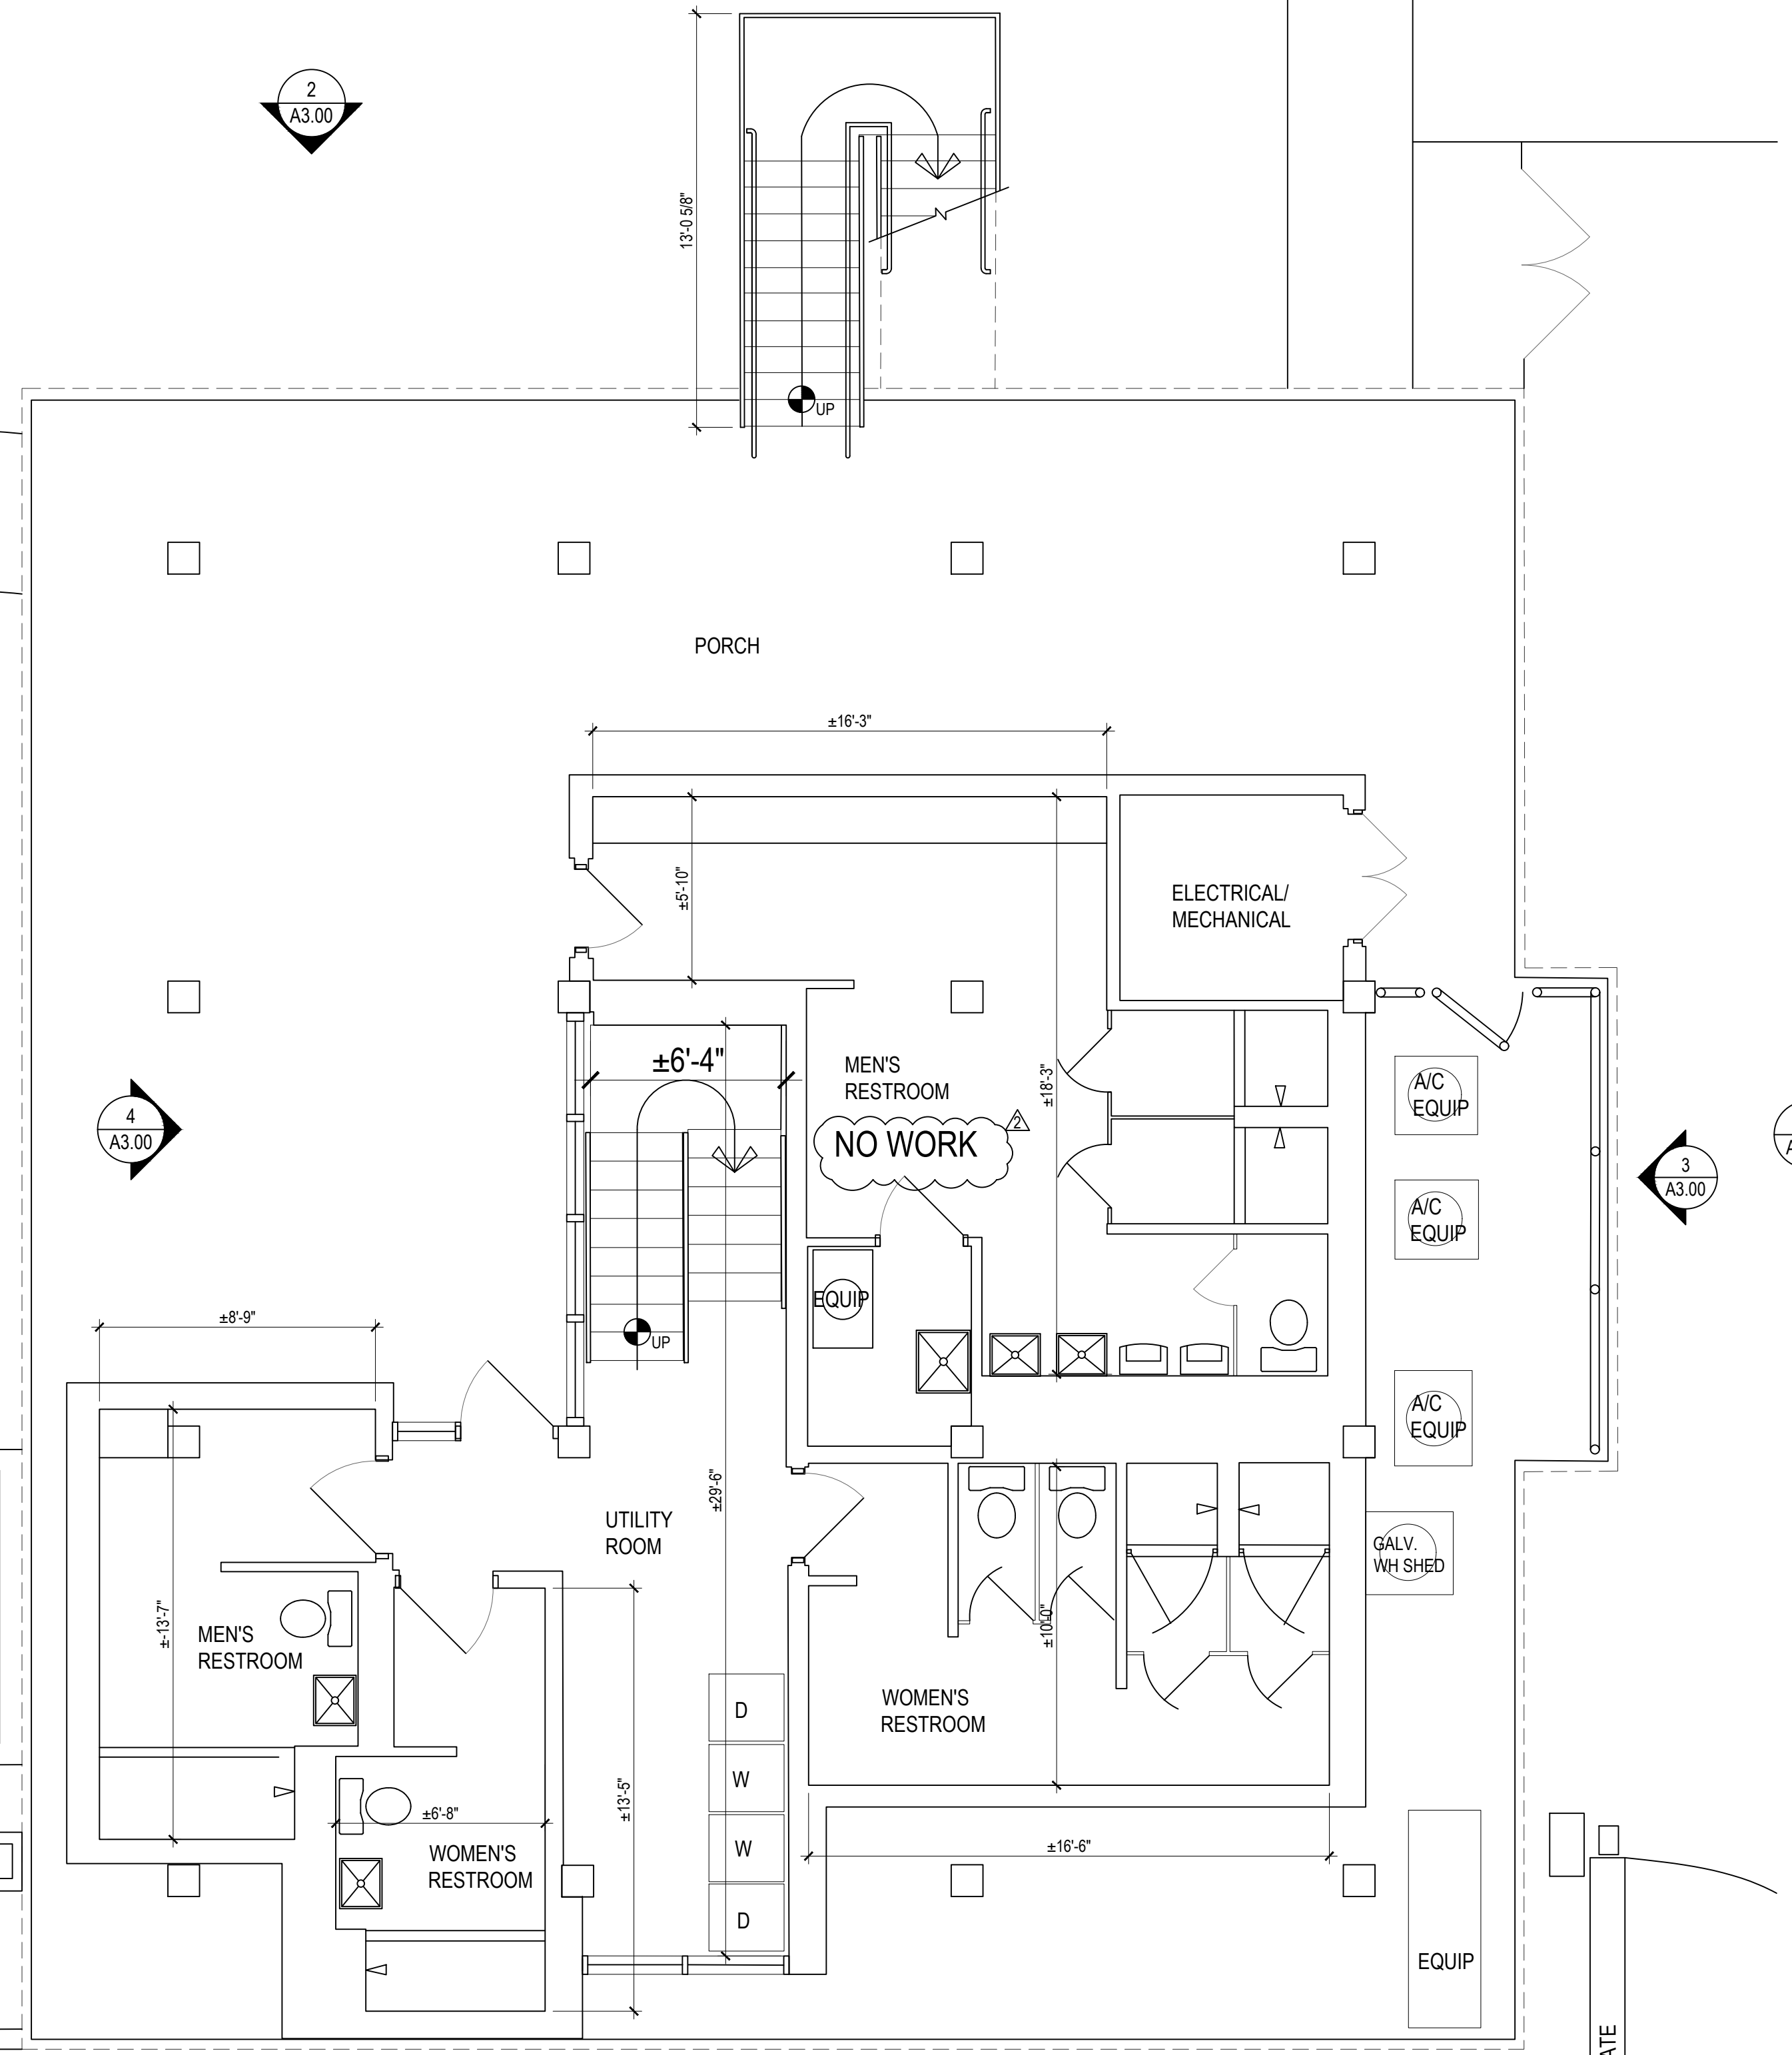 2
A3.00
13'-0 5/8"
UP
PORCH
±16'-3"
±5'-10"
ELECTRICAL/
MECHANICAL
±6'-4"
MEN'S
RESTROOM
±18'-3"
NO WORK
2
A/C
EQUIP
4
A3.00
3
A3.00
A/C
EQUIP
EQUIP
UP
±8'-9"
A/C
EQUIP
±29'-6"
UTILITY
ROOM
GALV.
WH SHED
±-13'-7"
MEN'S
RESTROOM
±10'-0"
WOMEN'S
RESTROOM
D
W
±13'-5"
±6'-8"
W
WOMEN'S
RESTROOM
±16'-6"
D
EQUIP